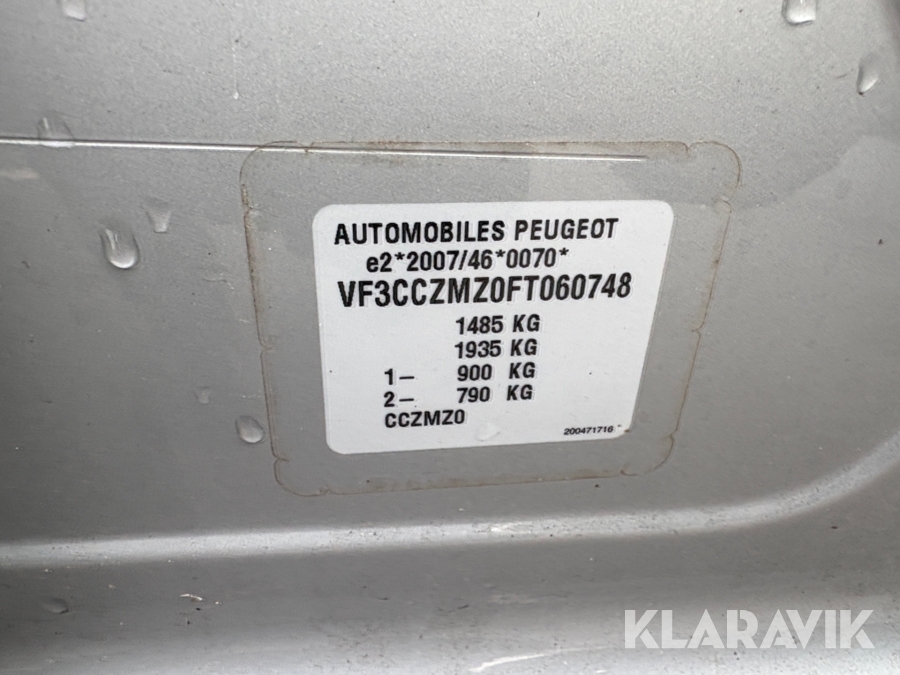 AUTOMOBILES PEUGEOT
e2*2007/46*0070*
VF3CCZMZ0FT060748
1485 KG
1935 KG
1– 900 KG
2– 790 KG
CCZMZ0
200471716
KLARAVIK